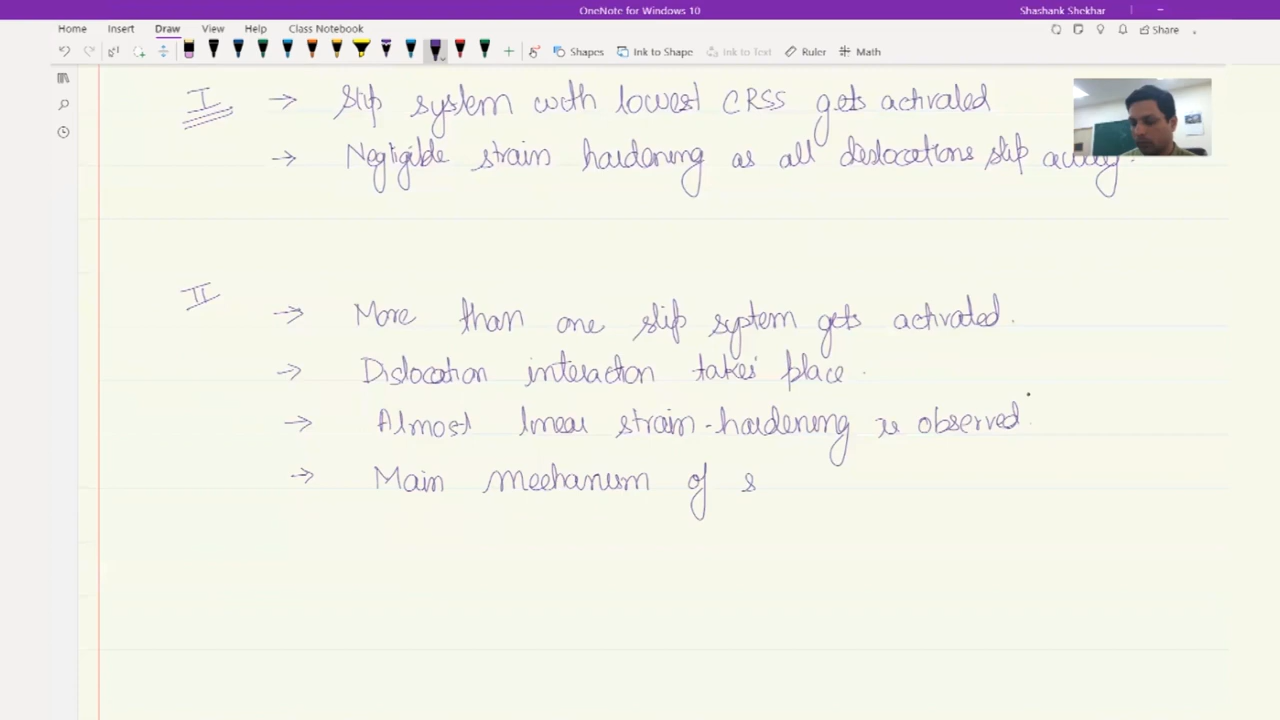 OneNote for Windows 10
Shashank Shekhar
Home Insert Draw View Help Class Notebook
Share
Shapes Ink to Shape Ink to Text Ruler Math
I → Slip system with lowest CRSS gets activated
→ Negligible strain hardening as all dislocations slip away.
II → More than one slip system gets activated.
→ Dislocation interaction takes place.
→ Almost linear strain-hardening is observed
→ Main mechanism of s